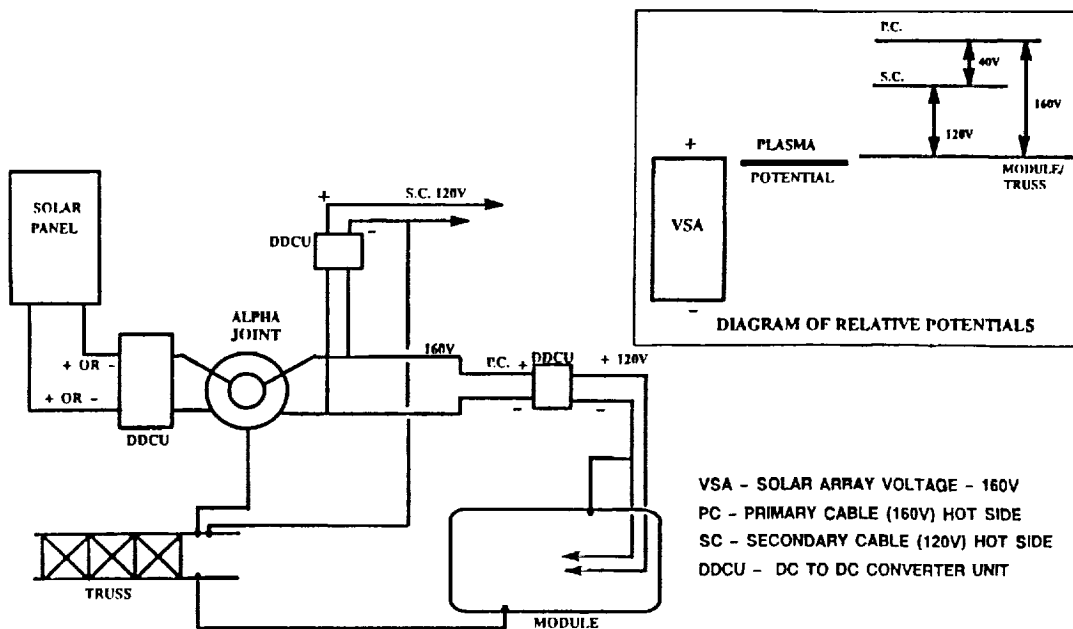 P.C.
40V
S.C.
160V
120V
+
PLASMA
POTENTIAL
MODULE/
TRUSS
VSA
-
DIAGRAM OF RELATIVE POTENTIALS
SOLAR
PANEL
+
S.C. 120V
-
DDCU
ALPHA
JOINT
160V
+ OR -
+ OR -
DDCU
P.C. +
DDCU
+ 120V
-
-
TRUSS
MODULE
VSA - SOLAR ARRAY VOLTAGE - 160V
PC - PRIMARY CABLE (160V) HOT SIDE
SC - SECONDARY CABLE (120V) HOT SIDE
DDCU - DC TO DC CONVERTER UNIT